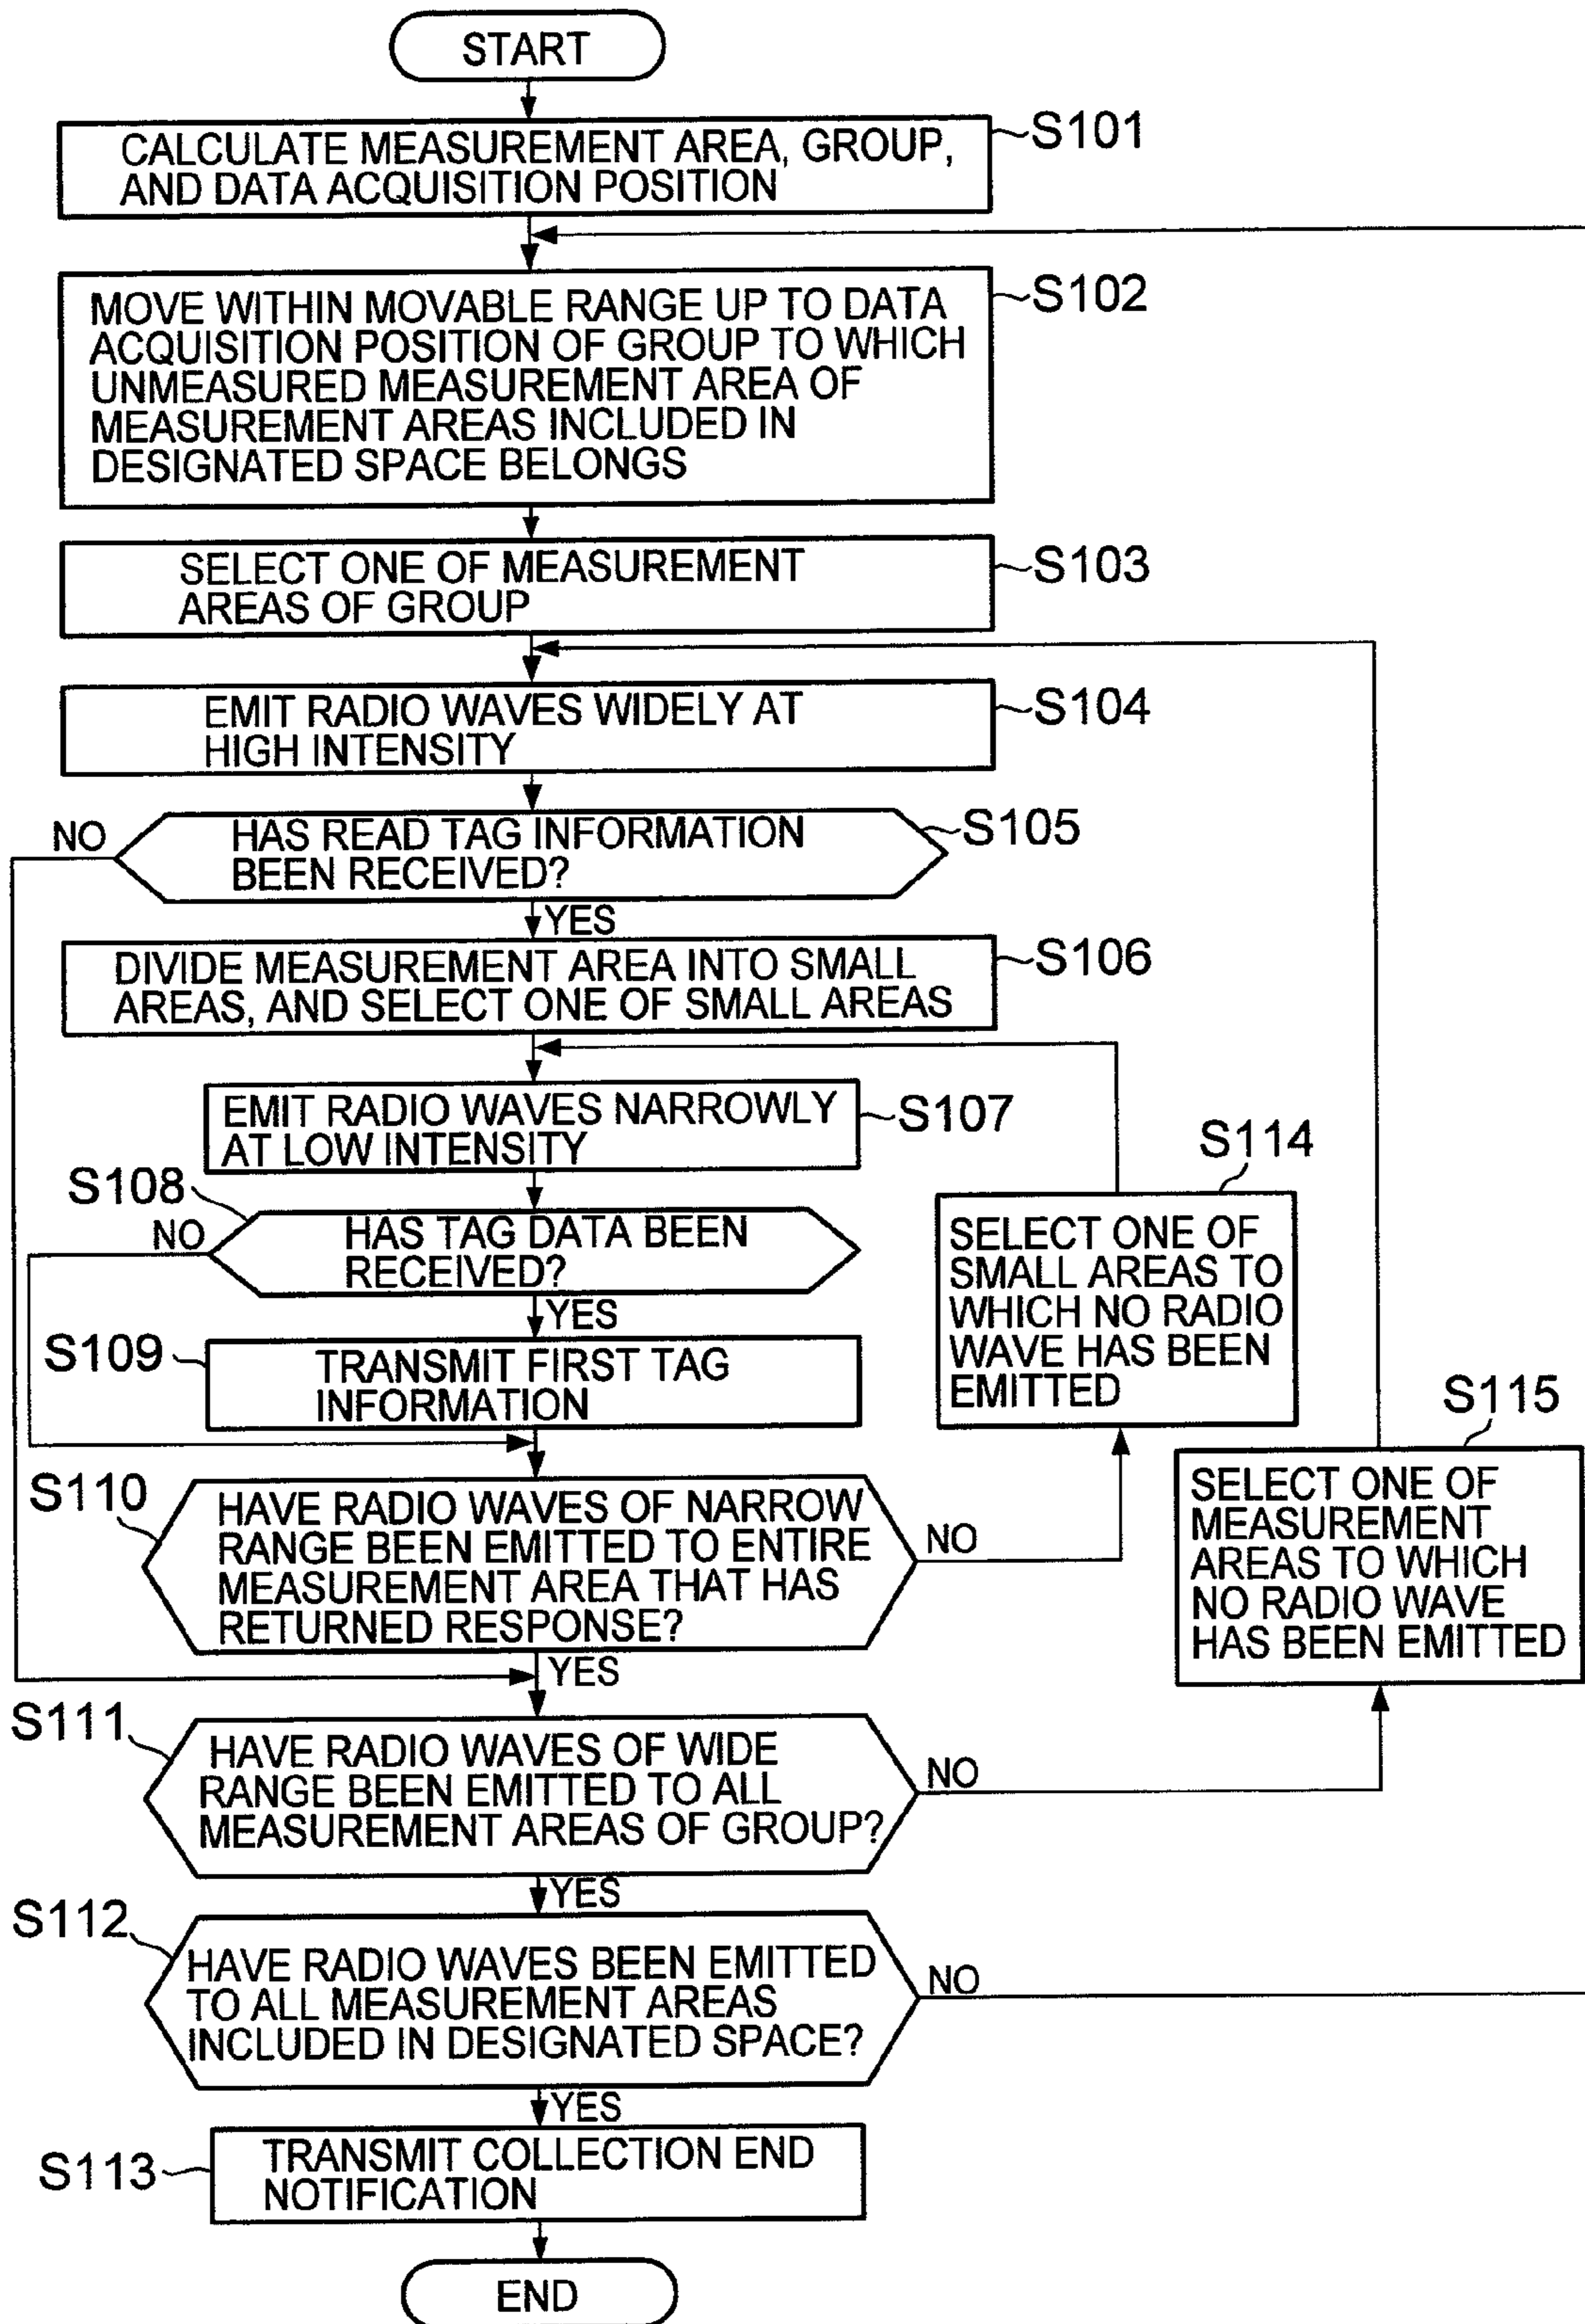 START
CALCULATE MEASUREMENT AREA, GROUP,
AND DATA ACQUISITION POSITION
S101
MOVE WITHIN MOVABLE RANGE UP TO DATA
ACQUISITION POSITION OF GROUP TO WHICH
UNMEASURED MEASUREMENT AREA OF
MEASUREMENT AREAS INCLUDED IN
DESIGNATED SPACE BELONGS
S102
SELECT ONE OF MEASUREMENT
AREAS OF GROUP
S103
EMIT RADIO WAVES WIDELY AT
HIGH INTENSITY
S104
NO
HAS READ TAG INFORMATION
BEEN RECEIVED?
S105
YES
DIVIDE MEASUREMENT AREA INTO SMALL
AREAS, AND SELECT ONE OF SMALL AREAS
S106
EMIT RADIO WAVES NARROWLY
AT LOW INTENSITY
S107
S108
NO
HAS TAG DATA BEEN
RECEIVED?
YES
S109
TRANSMIT FIRST TAG
INFORMATION
S114
SELECT ONE OF
SMALL AREAS TO
WHICH NO RADIO
WAVE HAS BEEN
EMITTED
S110
HAVE RADIO WAVES OF NARROW
RANGE BEEN EMITTED TO ENTIRE
MEASUREMENT AREA THAT HAS
RETURNED RESPONSE?
NO
YES
S115
SELECT ONE OF
MEASUREMENT
AREAS TO WHICH
NO RADIO WAVE
HAS BEEN EMITTED
S111
HAVE RADIO WAVES OF WIDE
RANGE BEEN EMITTED TO ALL
MEASUREMENT AREAS OF GROUP?
NO
YES
S112
HAVE RADIO WAVES BEEN EMITTED
TO ALL MEASUREMENT AREAS
INCLUDED IN DESIGNATED SPACE?
NO
YES
S113
TRANSMIT COLLECTION END
NOTIFICATION
END